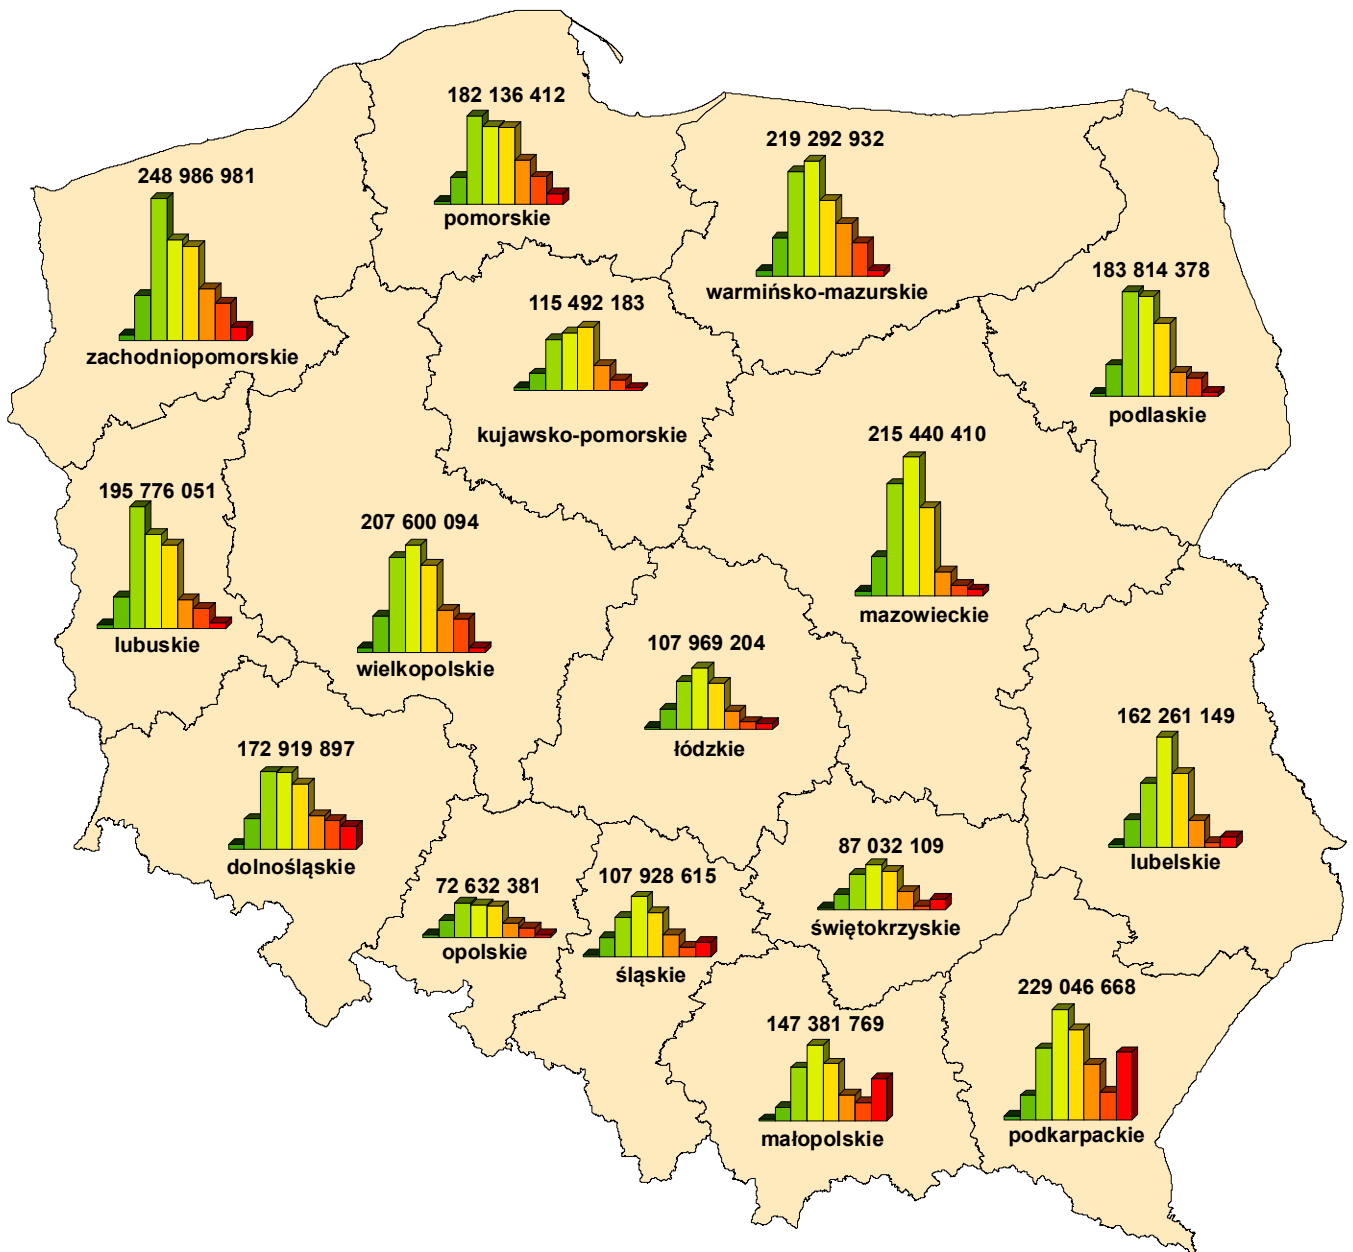 182 136 412
pomorskie
219 292 932
warmińsko-mazurskie
248 986 981
zachodniopomorskie
183 814 378
podlaskie
115 492 183
kujawsko-pomorskie
215 440 410
mazowieckie
195 776 051
lubuskie
207 600 094
wielkopolskie
107 969 204
łódzkie
162 261 149
lubelskie
172 919 897
dolnośląskie
87 032 109
świętokrzyskie
72 632 381
opolskie
107 928 615
śląskie
229 046 668
podkarpackie
147 381 769
małopolskie